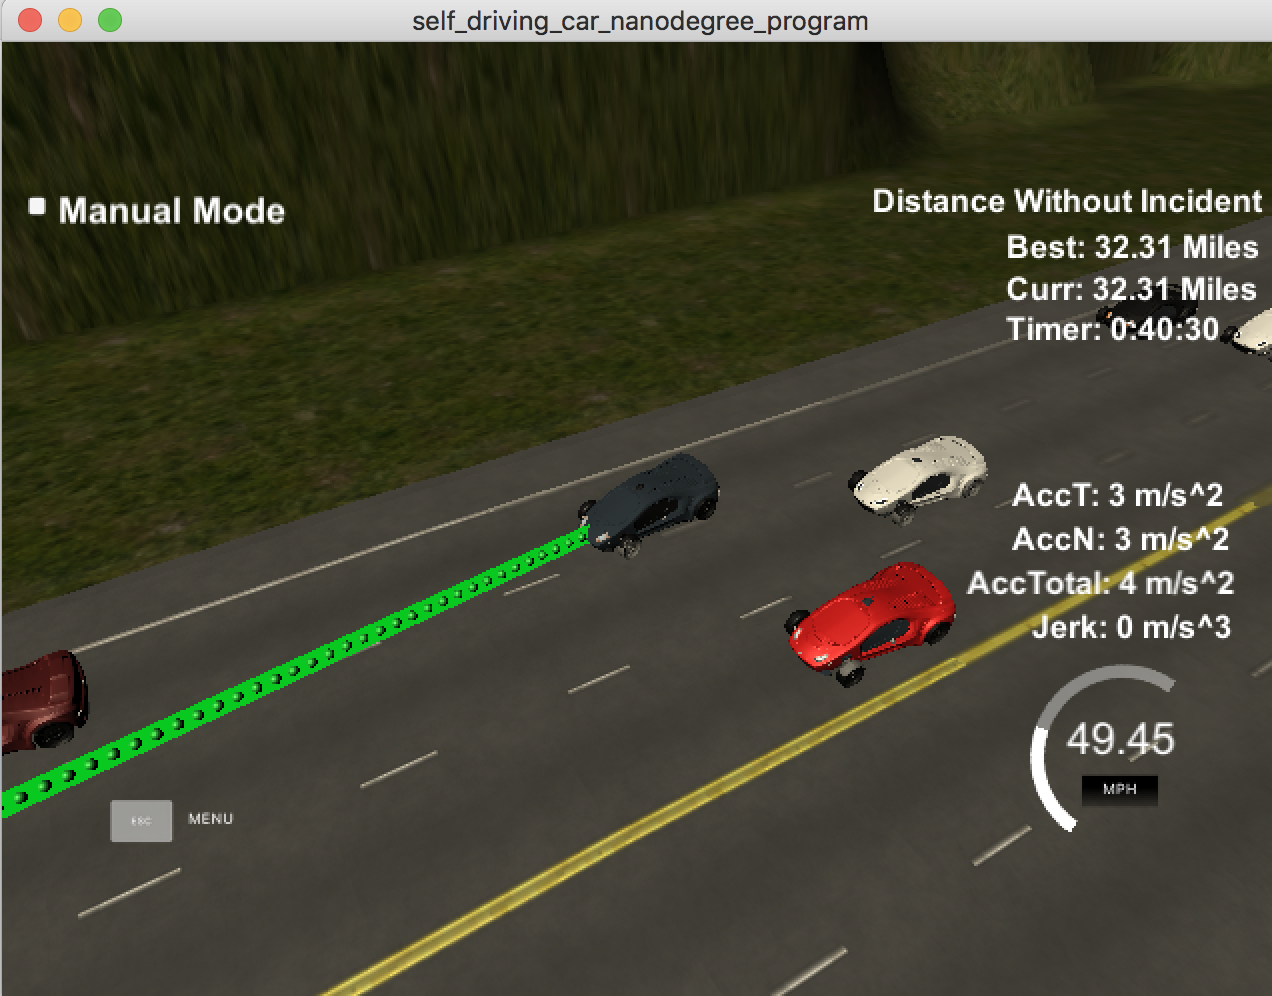 self_driving_car_nanodegree_program
Manual Mode
Distance Without Incident
Best: 32.31 Miles
Curr: 32.31 Miles
Timer: 0:40:30
AccT: 3 m/s^2
AccN: 3 m/s^2
AccTotal: 4 m/s^2
Jerk: 0 m/s^3
49.45
MPH
ESC MENU